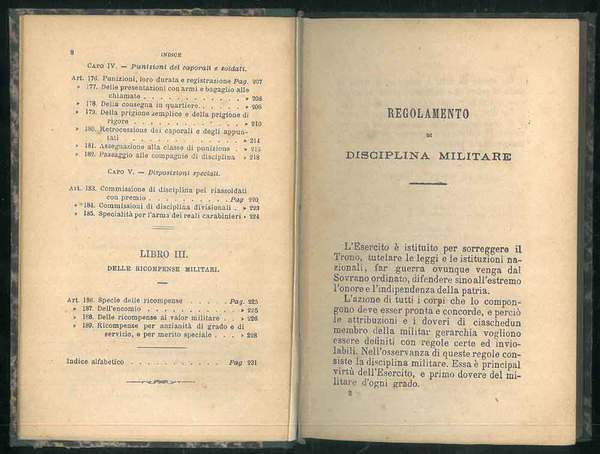 8 INDICE
CAPO IV. — Punizioni dei caporali e soldati.
Art. 176. Punizioni, loro durata e registrazione Pag. 207
» 177. Delle presentazioni con armi e bagaglio alle
chiamate . . . . . . . . . . . . » 208
» 178. Della consegna in quartiere. . . . . . » 208
» 179. Della prigione semplice e della prigione di
rigore . . . . . . . . . . . . . » 210
» 180. Retrocessione dei caporali e degli appun-
tati . . . . . . . . . . . . . . » 214
» 181. Assegnazione alla classe di punizione . . » 215
» 182. Passaggio alle compagnie di disciplina . » 218
CAPO V. — Disposizioni speciali.
Art. 183. Commissione di disciplina pei riassoldati
con premio . . . . . . . . . . . Pag 220
» 184. Commissioni di disciplina divisionali . . » 223
» 185. Specialità per l'arma dei reali carabinieri » 224
LIBRO III.
DELLE RICOMPENSE MILITARI.
Art. 186. Specie delle ricompense . . . . . . Pag. 225
» 187. Dell'encomio . . . . . . . . . . . » 225
» 188. Delle ricompense al valor militare . . . » 226
» 189. Ricompense per anzianità di grado e di
servizio, e per merito speciale . . . . » 228
Indice alfabetico . . . . . . . . . . . Pag 231
REGOLAMENTO
DI
DISCIPLINA MILITARE
L'Esercito è istituito per sorreggere il
Trono, tutelare le leggi e le istituzioni na-
zionali, far guerra ovunque venga dal
Sovrano ordinato, difendere sino all'estremo
l'onore e l'indipendenza della patria.
L'azione di tutti i corpi che lo compon-
gono deve esser pronta e concorde, e perciò
le attribuzioni e i doveri di ciaschedun
membro della militar gerarchia vogliono
essere definiti con regole certe ed invio-
labili. Nell'osservanza di queste regole con-
siste la disciplina militare. Essa è principal
virtù dell'Esercito, e primo dovere del mi-
litare d'ogni grado.
2